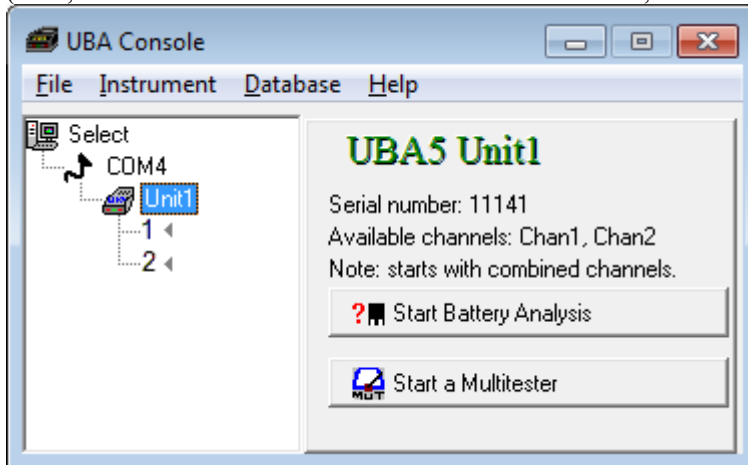 UBA Console
File Instrument Database Help
Select
COM4
Unit1
1
2
UBA5 Unit1
Serial number: 11141
Available channels: Chan1, Chan2
Note: starts with combined channels.
? Start Battery Analysis
MUT Start a Multitester